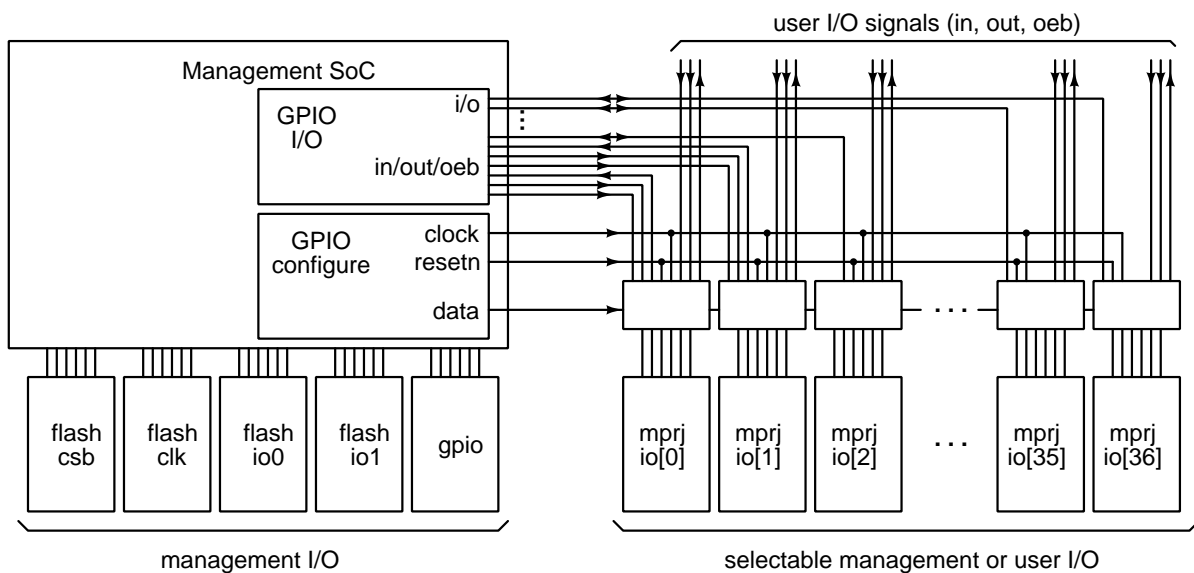 user I/O signals (in, out, oeb)
Management SoC
GPIO
I/O
i/o
in/out/oeb
GPIO
configure
clock
resetn
data
flash
csb
flash
clk
flash
io0
flash
io1
gpio
mprj
io[0]
mprj
io[1]
mprj
io[2]
mprj
io[35]
mprj
io[36]
management I/O
selectable management or user I/O